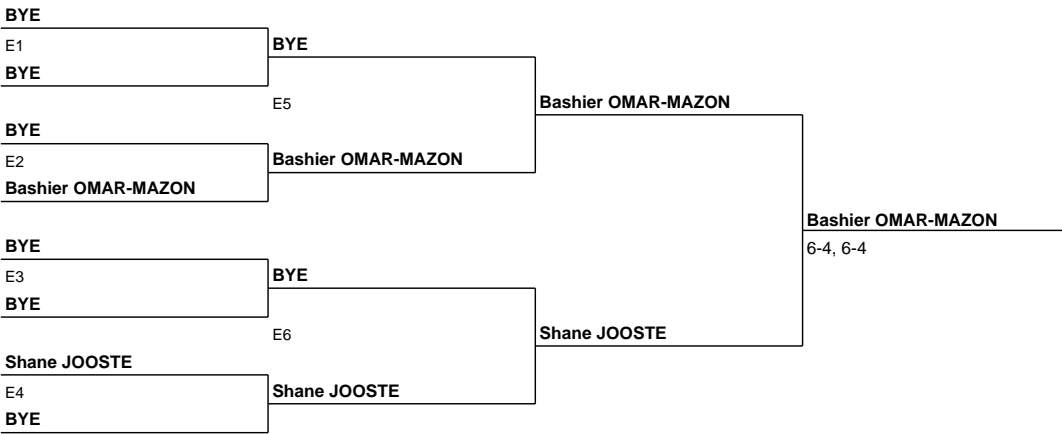 BYE
E1
BYE
BYE
E5
BYE
E2
Bashier OMAR-MAZON
Bashier OMAR-MAZON
Bashier OMAR-MAZON
BYE
E3
BYE
BYE
E6
Shane JOOSTE
E4
BYE
Shane JOOSTE
Shane JOOSTE
Bashier OMAR-MAZON
6-4, 6-4